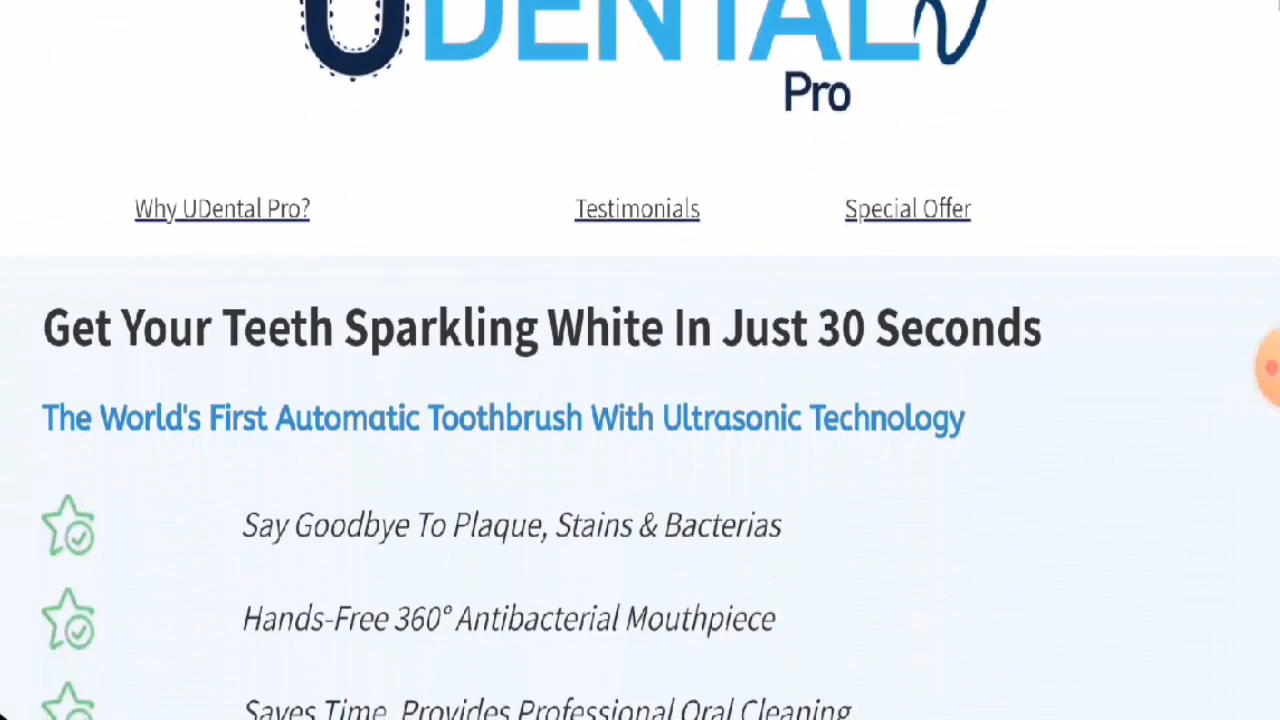 UDENTAL
Pro
Why UDental Pro?
Testimonials
Special Offer
Get Your Teeth Sparkling White In Just 30 Seconds
The World's First Automatic Toothbrush With Ultrasonic Technology
Say Goodbye To Plaque, Stains & Bacterias
Hands-Free 360° Antibacterial Mouthpiece
Saves Time, Provides Professional Oral Cleaning